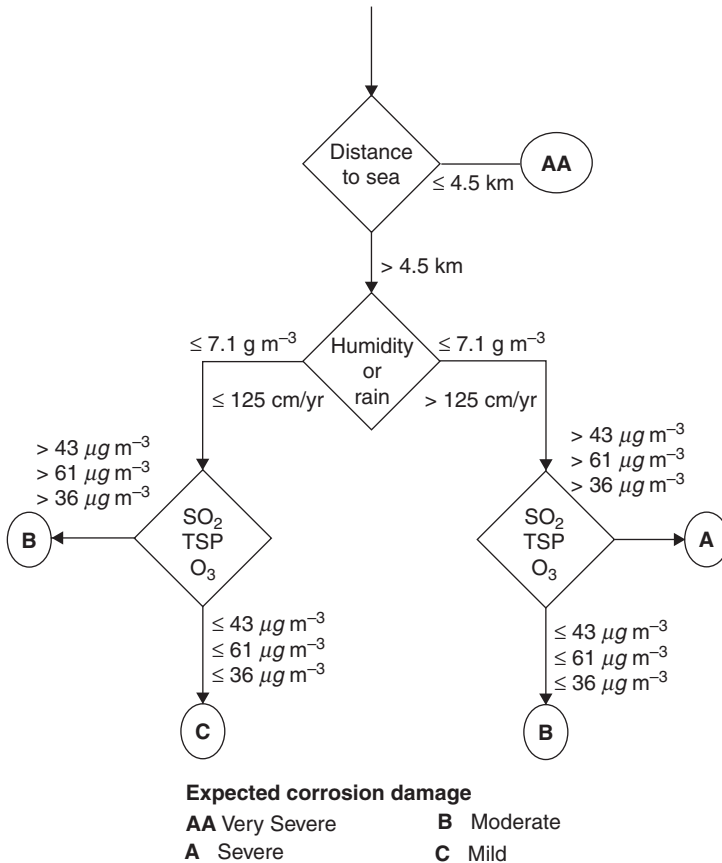 Distance
to sea
≤ 4.5 km
AA
> 4.5 km
≤ 7.1 g m⁻³
Humidity
or
rain
≤ 7.1 g m⁻³
≤ 125 cm/yr
> 125 cm/yr
> 43 µg m⁻³
> 61 µg m⁻³
> 36 µg m⁻³
SO₂
TSP
O₃
B
≤ 43 µg m⁻³
≤ 61 µg m⁻³
≤ 36 µg m⁻³
C
> 43 µg m⁻³
> 61 µg m⁻³
> 36 µg m⁻³
SO₂
TSP
O₃
A
≤ 43 µg m⁻³
≤ 61 µg m⁻³
≤ 36 µg m⁻³
B
Expected corrosion damage
AA Very Severe
B Moderate
A Severe
C Mild